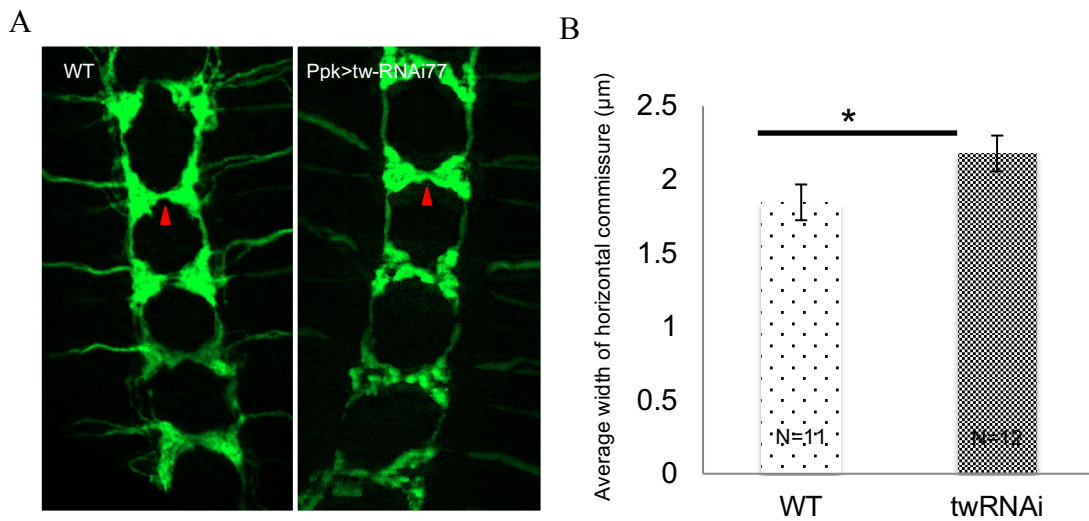 A
WT
Ppk>tw-RNAi77
B
Average width of horizontal commissure (μm)
2.5
2
1.5
1
0.5
0
*
N=11
N=12
WT
twRNAi